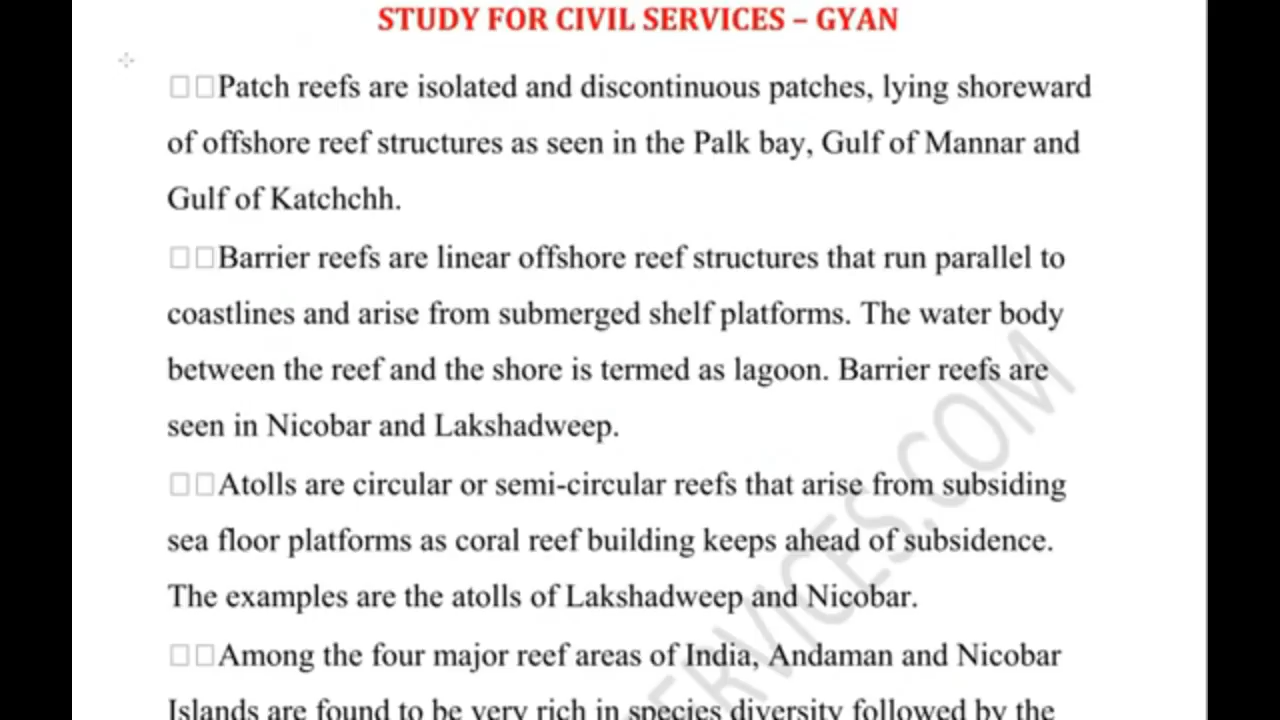 STUDY FOR CIVIL SERVICES – GYAN
Patch reefs are isolated and discontinuous patches, lying shoreward
of offshore reef structures as seen in the Palk bay, Gulf of Mannar and
Gulf of Katchchh.
Barrier reefs are linear offshore reef structures that run parallel to
coastlines and arise from submerged shelf platforms. The water body
between the reef and the shore is termed as lagoon. Barrier reefs are
seen in Nicobar and Lakshadweep.
Atolls are circular or semi-circular reefs that arise from subsiding
sea floor platforms as coral reef building keeps ahead of subsidence.
The examples are the atolls of Lakshadweep and Nicobar.
Among the four major reef areas of India, Andaman and Nicobar
Islands are found to be very rich in species diversity followed by the
ERVICES.COM